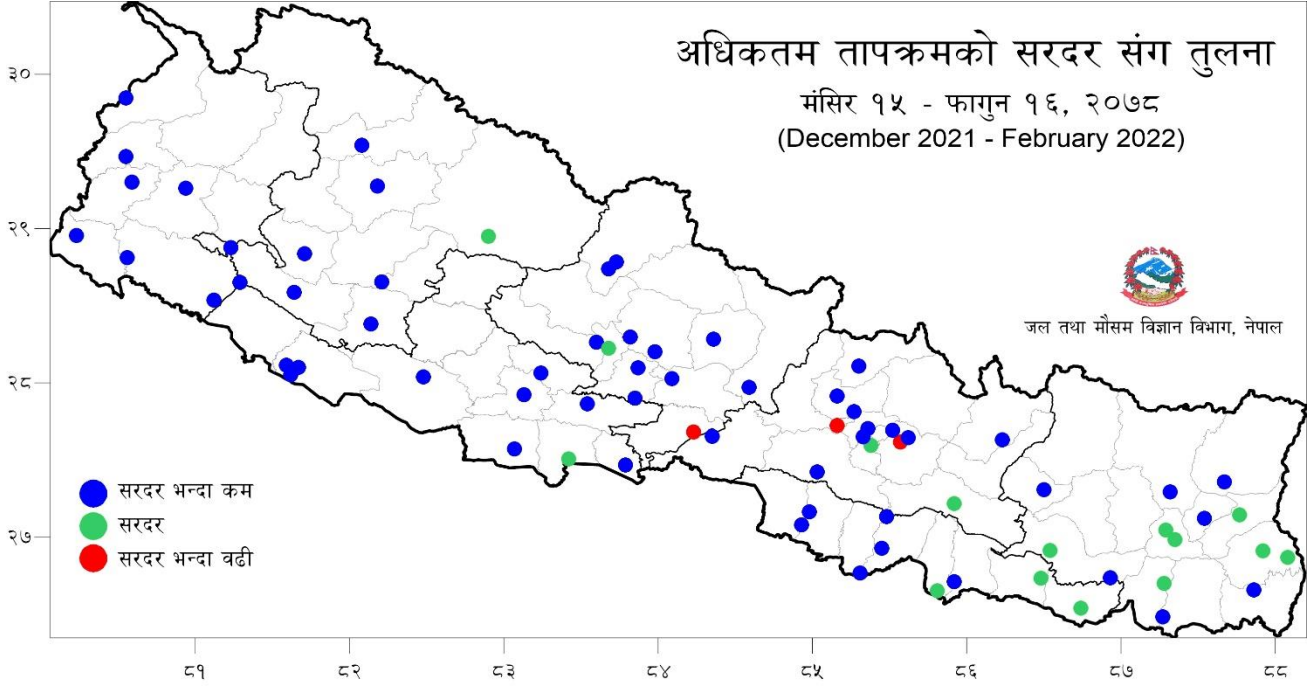 अधिकतम तापक्रमको सरदर संग तुलना
मंसिर १५ - फागुन १६, २०७८
(December 2021 - February 2022)
३०
२९
जल तथा मौसम विज्ञान विभाग, नेपाल
२८
सरदर भन्दा कम
सरदर
सरदर भन्दा वढी
२७
८१ ८२ ८३ ८४ ८५ ८६ ८७ ८८